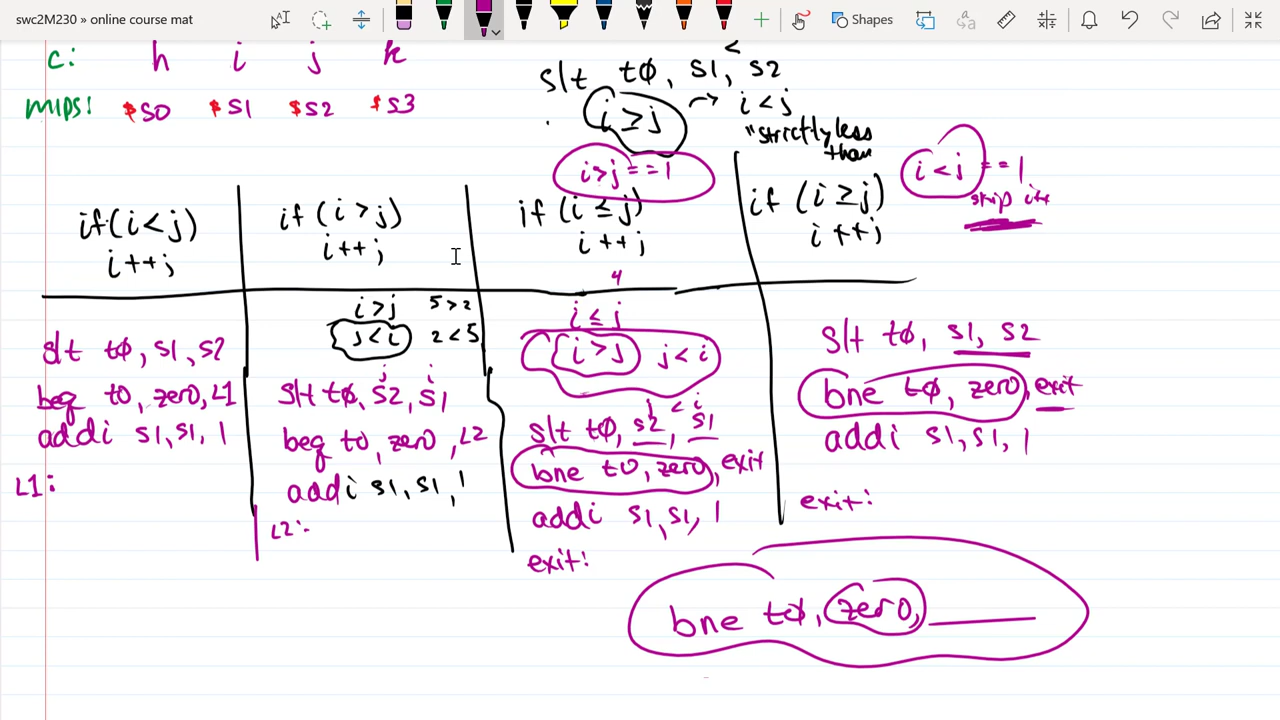 swc2M230 » online course mat
Shapes
C: h i j k
MIPS: $S0 $S1 $S2 $S3
<
slt t0, S1, S2
i ≥ j → i < j
"strictly less
than
i > j == 1
i < j == 1
skip it
if (i < j)
i++;
if (i > j)
i++;
if (i ≤ j)
i++;
if (i ≥ j)
i++;
slt t0, S1, S2
beq t0, zero, L1
addi S1, S1, 1
L1:
i > j 5 > 2
j < i 2 < 5
j i
slt t0, S2, S1
beq t0, zero, L2
addi S1, S1, 1
L2:
4
i ≤ j
i > j j < i
j < i
slt t0, S2, S1
bne t0, zero, exit
addi S1, S1, 1
exit:
slt t0, S1, S2
bne t0, zero, exit
addi S1, S1, 1
exit:
bne t0, zero, ____